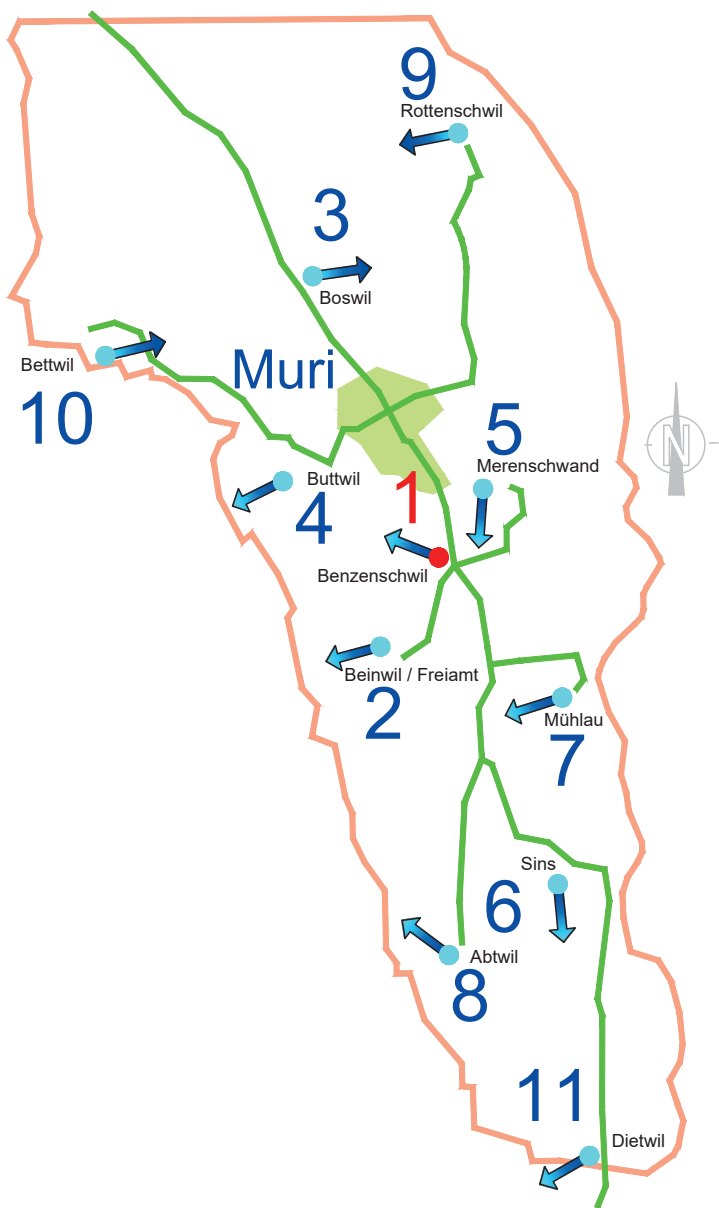 9
Rottenschwil
3
Boswil
Bettwil
10
Muri
5
Merenschwand
N
Buttwil
4
1
Benzenschwil
Beinwil / Freiamt
2
Mühlau
7
Sins
6
Abtwil
8
11
Dietwil